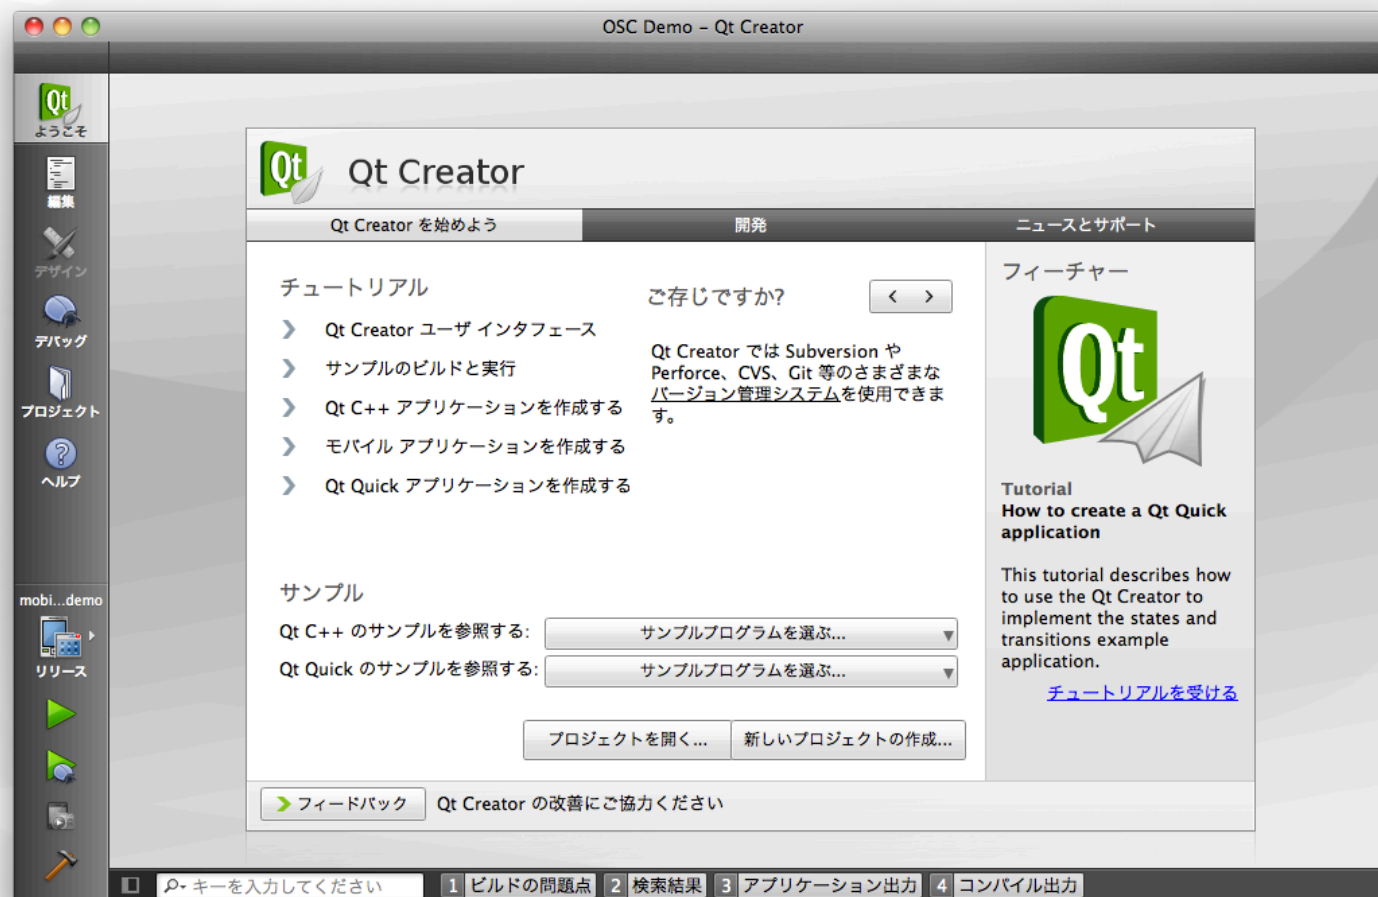 OSC Demo – Qt Creator
Qt
ようこそ
編集
デザイン
デバッグ
プロジェクト
ヘルプ
mobi...demo
リリース
Qt Qt Creator
Qt Creator を始めよう
開発
ニュースとサポート
チュートリアル
Qt Creator ユーザ インタフェース
サンプルのビルドと実行
Qt C++ アプリケーションを作成する
モバイル アプリケーションを作成する
Qt Quick アプリケーションを作成する
ご存じですか?
Qt Creator では Subversion や
Perforce、CVS、Git 等のさまざまな
バージョン管理システムを使用できま
す。
サンプル
Qt C++ のサンプルを参照する: サンプルプログラムを選ぶ...
Qt Quick のサンプルを参照する: サンプルプログラムを選ぶ...
プロジェクトを開く... 新しいプロジェクトの作成...
フィーチャー
Qt
Tutorial
How to create a Qt Quick
application
This tutorial describes how
to use the Qt Creator to
implement the states and
transitions example
application.
チュートリアルを受ける
フィードバック Qt Creator の改善にご協力ください
キーを入力してください 1 ビルドの問題点 2 検索結果 3 アプリケーション出力 4 コンパイル出力